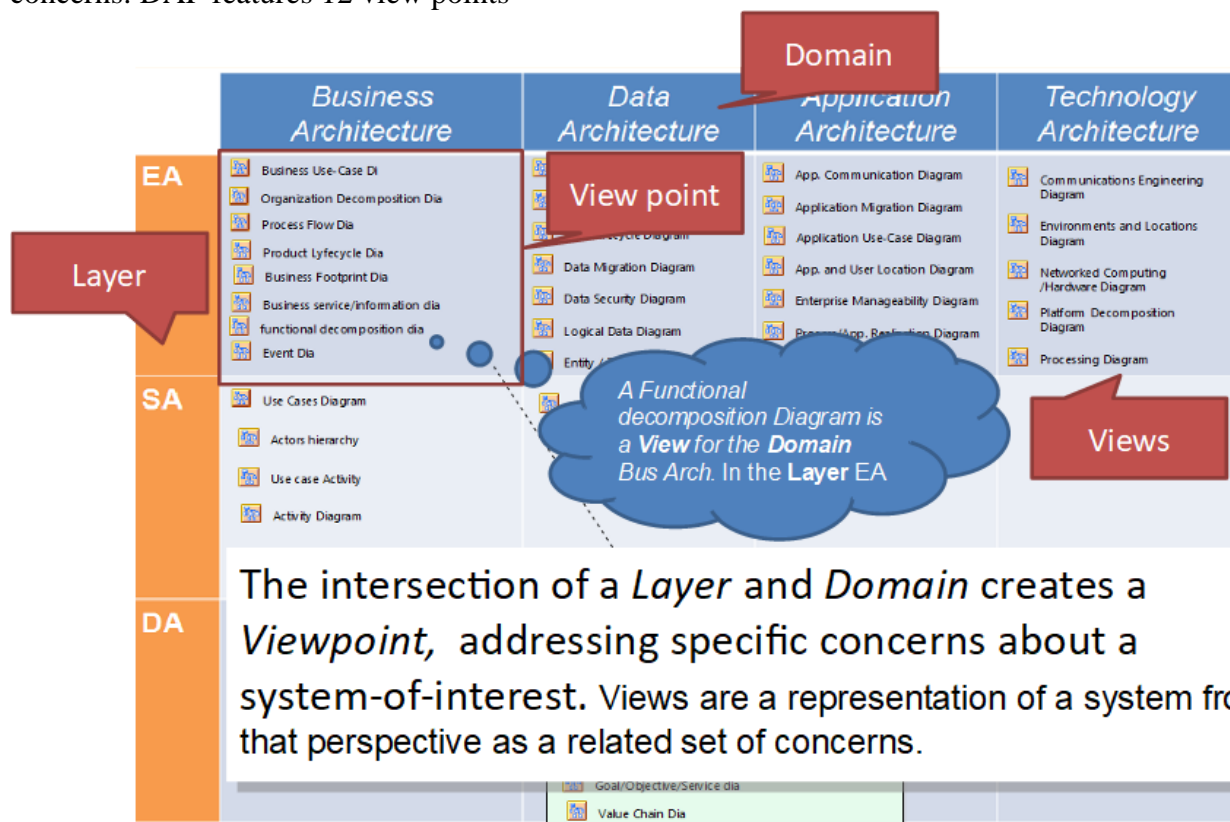 concerns. DAF features 12 view points
Domain
Business
Architecture
Data
Architecture
Application
Architecture
Technology
Architecture
EA
Business Use-Case Di
Organization Decomposition Dia
Process Flow Dia
Product Lyfecycle Dia
Business Footprint Dia
Business service/information dia
functional decomposition dia
Event Dia
View point
Diagram
Data Migration Diagram
Data Security Diagram
Logical Data Diagram
Entity /
App. Communication Diagram
Application Migration Diagram
Application Use-Case Diagram
App. and User Location Diagram
Enterprise Manageability Diagram
Realization Diagram
Communications Engineering
Diagram
Environments and Locations
Diagram
Networked Computing
/Hardware Diagram
Platform Decomposition
Diagram
Processing Diagram
Layer
SA
Use Cases Diagram
Actors hierarchy
Use case Activity
Activity Diagram
A Functional
decomposition Diagram is
a View for the Domain
Bus Arch. In the Layer EA
Views
The intersection of a Layer and Domain creates a
Viewpoint, addressing specific concerns about a
system-of-interest. Views are a representation of a system fro
that perspective as a related set of concerns.
DA
Goal/Objective/Service dia
Value Chain Dia